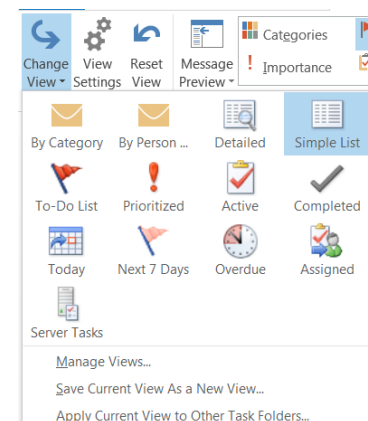 Change View
View Settings
Reset View
Message Preview
Categories
Importance
By Category
By Person ...
Detailed
Simple List
To-Do List
Prioritized
Active
Completed
Today
Next 7 Days
Overdue
Assigned
Server Tasks
Manage Views...
Save Current View As a New View...
Apply Current View to Other Task Folders...